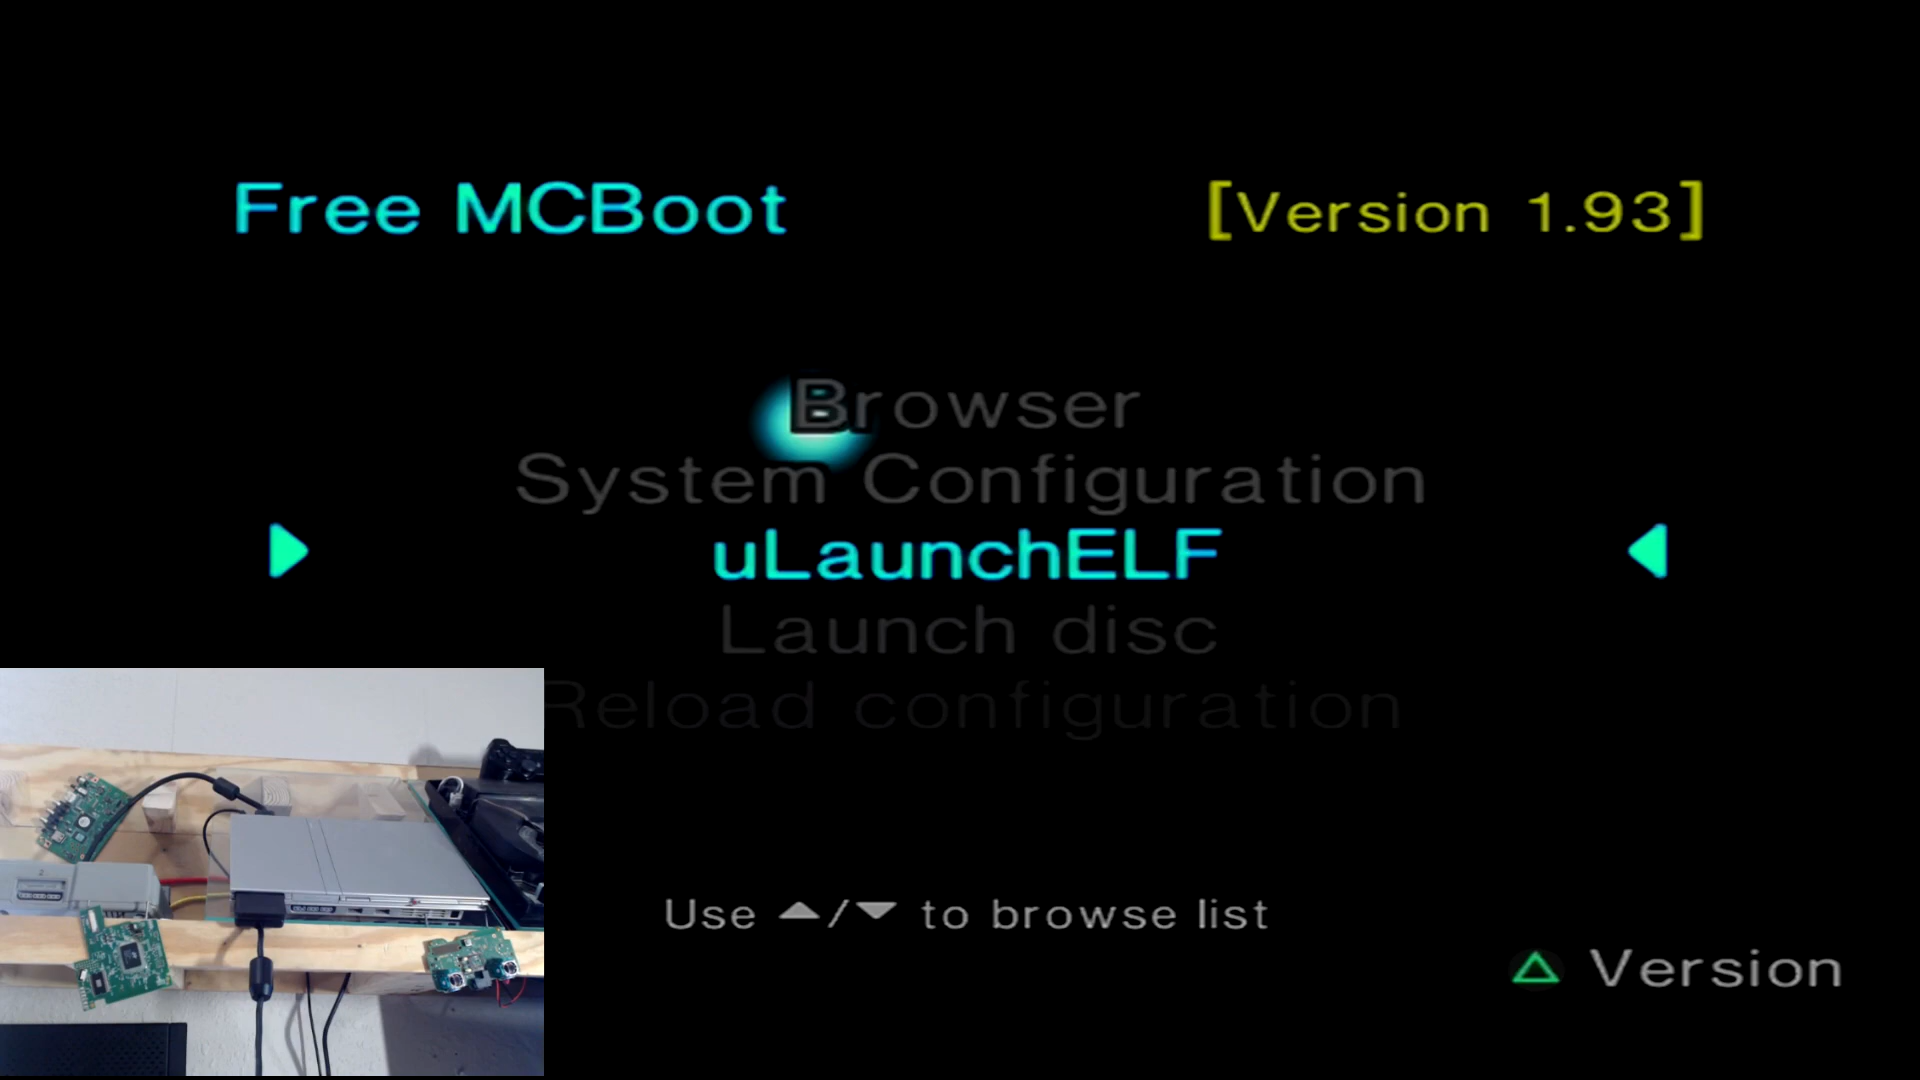 Free MCBoot
[Version 1.93]
Browser
System Configuration
uLaunchELF
Launch disc
Reload configuration
Use ▲/▼ to browse list
△ Version